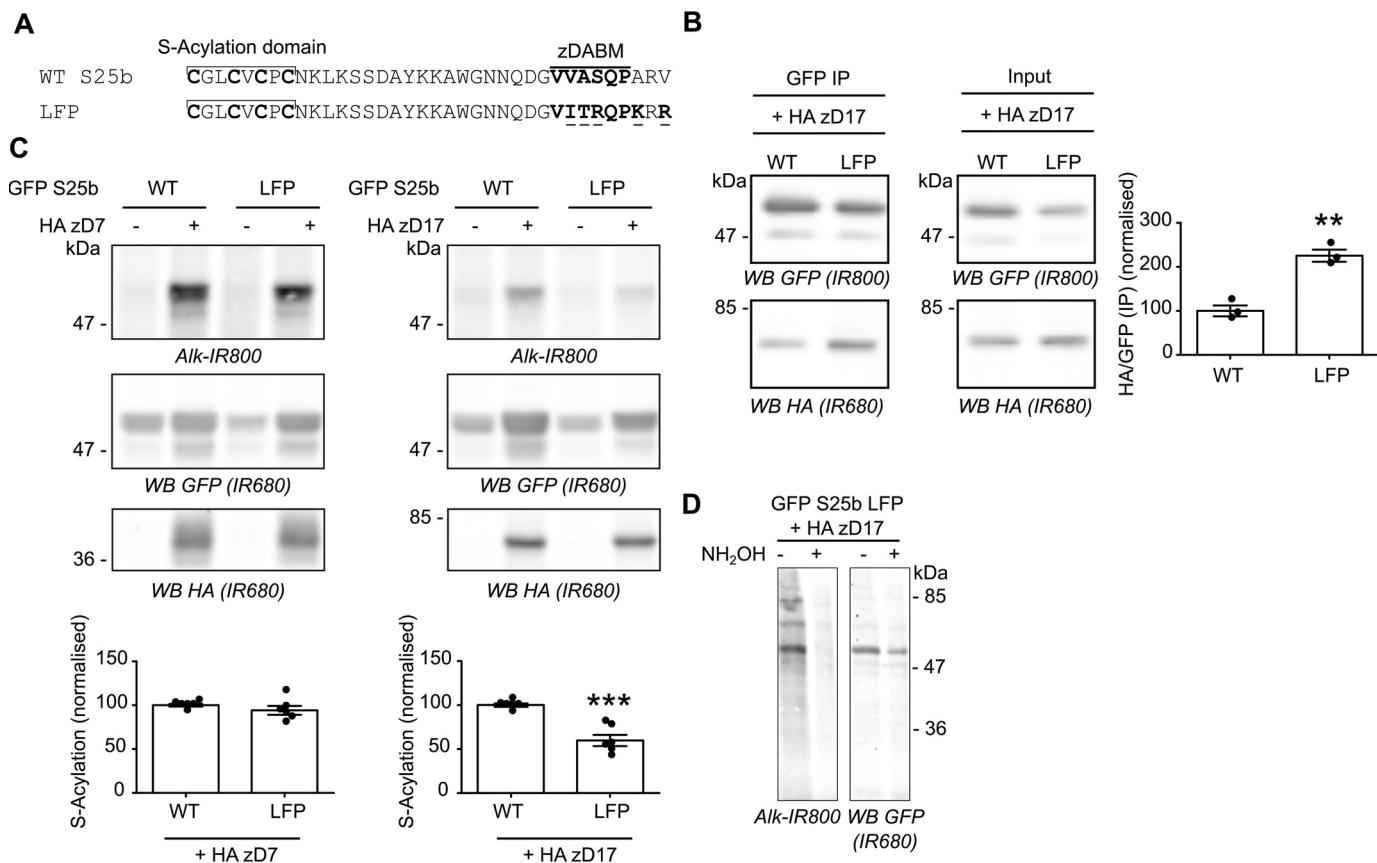 A
S-Acylation domain
zDABM
WT S25b
CGLCVCPCNKLKSSDAYKKAWGNNQDGVVASQPARV
LFP
CGLCVCPCNKLKSSDAYKKAWGNNQDGVITRQPKRR
B
GFP IP
Input
+ HA zD17
+ HA zD17
WT
LFP
WT
LFP
kDa
kDa
47 -
47 -
WB GFP (IR800)
WB GFP (IR800)
85 -
85 -
WB HA (IR680)
WB HA (IR680)
HA/GFP (IP) (normalised)
300
200
100
0
**
WT
LFP
C
GFP S25b
WT
LFP
HA zD7
- + - +
kDa
47 -
Alk-IR800
47 -
WB GFP (IR680)
36 -
WB HA (IR680)
S-Acylation (normalised)
150
100
50
0
WT
LFP
+ HA zD7
GFP S25b
WT
LFP
HA zD17
- + - +
kDa
47 -
Alk-IR800
47 -
WB GFP (IR680)
85 -
WB HA (IR680)
S-Acylation (normalised)
150
100
50
0
***
WT
LFP
+ HA zD17
D
GFP S25b LFP
+ HA zD17
NH2OH
- + - +
kDa
- 85
- 47
- 36
Alk-IR800
WB GFP
(IR680)